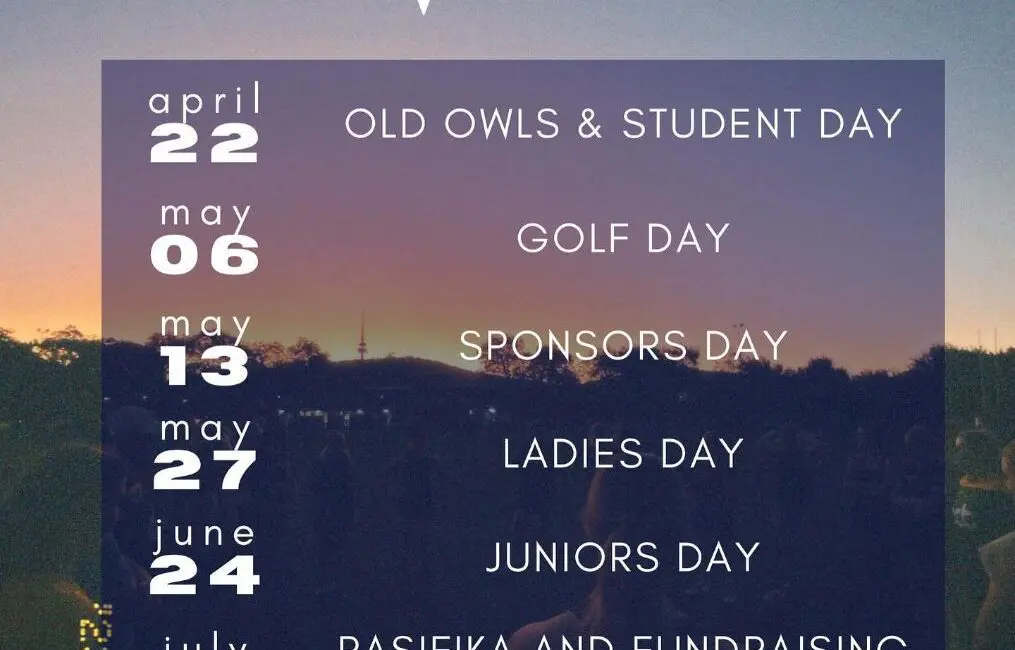 april
22
OLD OWLS & STUDENT DAY
may
06
GOLF DAY
may
13
SPONSORS DAY
may
27
LADIES DAY
june
24
JUNIORS DAY
july
PASIFIKA AND FUNDRAISING